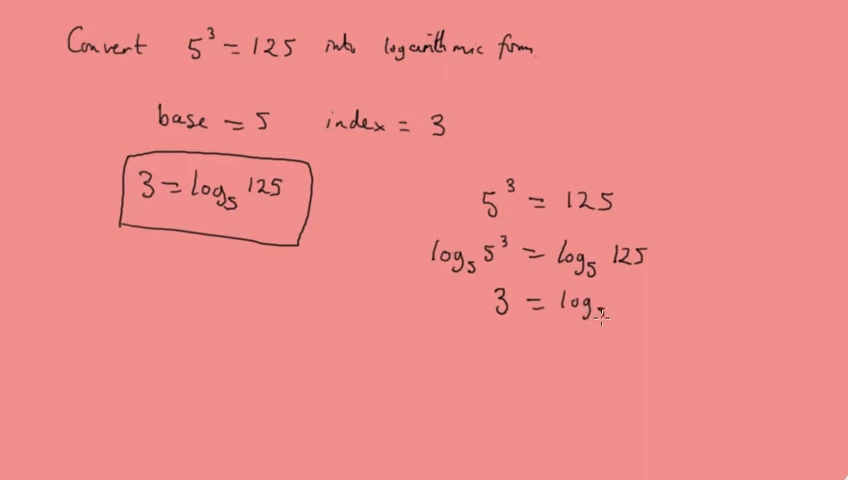 Convert 5³ = 125 into logarithmic form
base = 5 index = 3
3 = log₅ 125
5³ = 125
log₅ 5³ = log₅ 125
3 = log